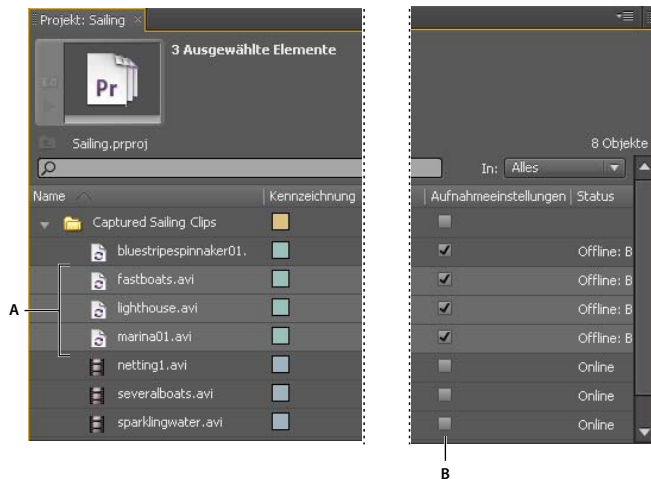 Projekt: Sailing ×
3 Ausgewählte Elemente
Pr
Sailing.prproj
8 Objekte
In: Alles
Name Kennzeichnung Aufnahmeeinstellungen Status
Captured Sailing Clips
bluestripespinnaker01. Offline: B
fastboats.avi Offline: B
A lighthouse.avi Offline: B
marina01.avi Offline: B
netting1.avi Online
severalboats.avi Online
sparklingwater.avi Online
B